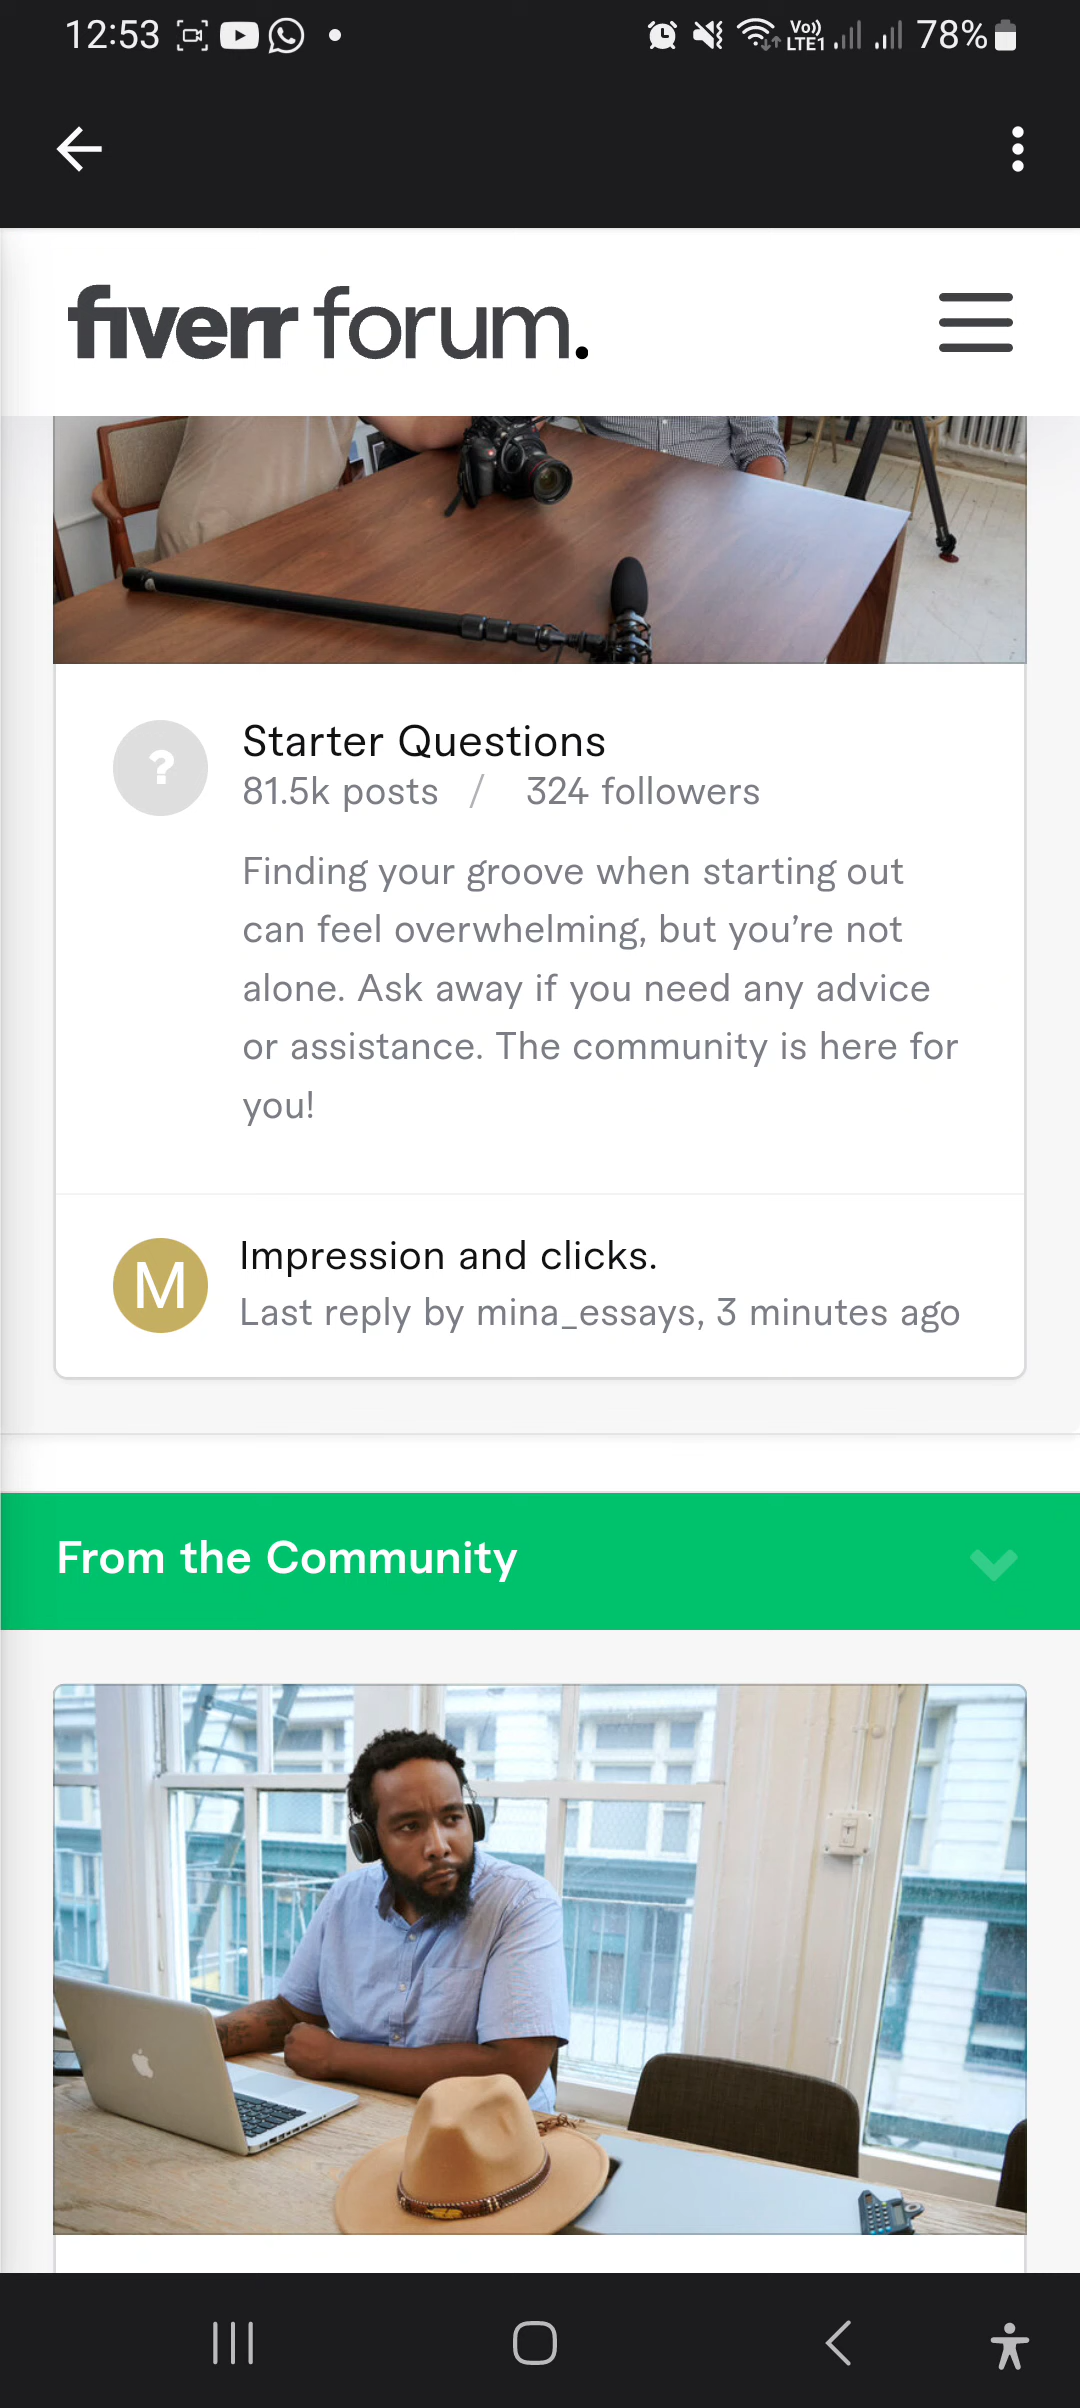 12:53
Vo)) LTE1
78%
fiverr forum.
?
Starter Questions
81.5k posts / 324 followers
Finding your groove when starting out
can feel overwhelming, but you’re not
alone. Ask away if you need any advice
or assistance. The community is here for
you!
M
Impression and clicks.
Last reply by mina_essays, 3 minutes ago
From the Community